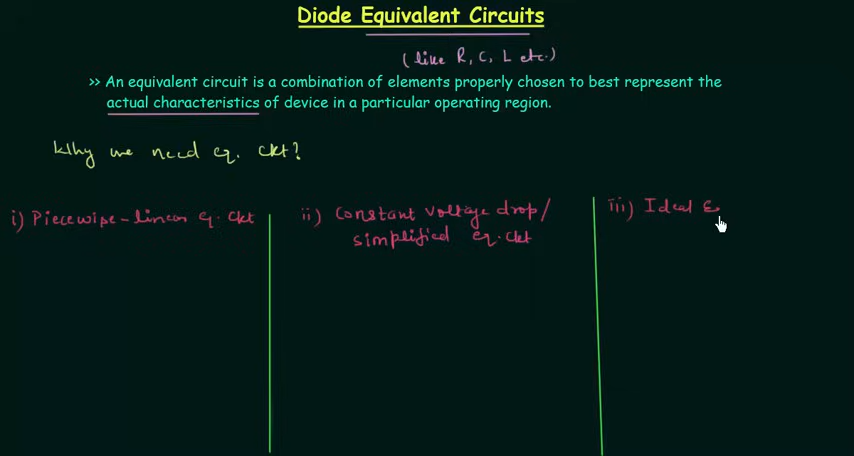 Diode Equivalent Circuits
(like R, C, L etc.)
>> An equivalent circuit is a combination of elements properly chosen to best represent the
actual characteristics of device in a particular operating region.
Why we need eq. ckt?
i) Piecewise-linear eq. ckt
ii) Constant voltage drop/
simplified eq. ckt
iii) Ideal E